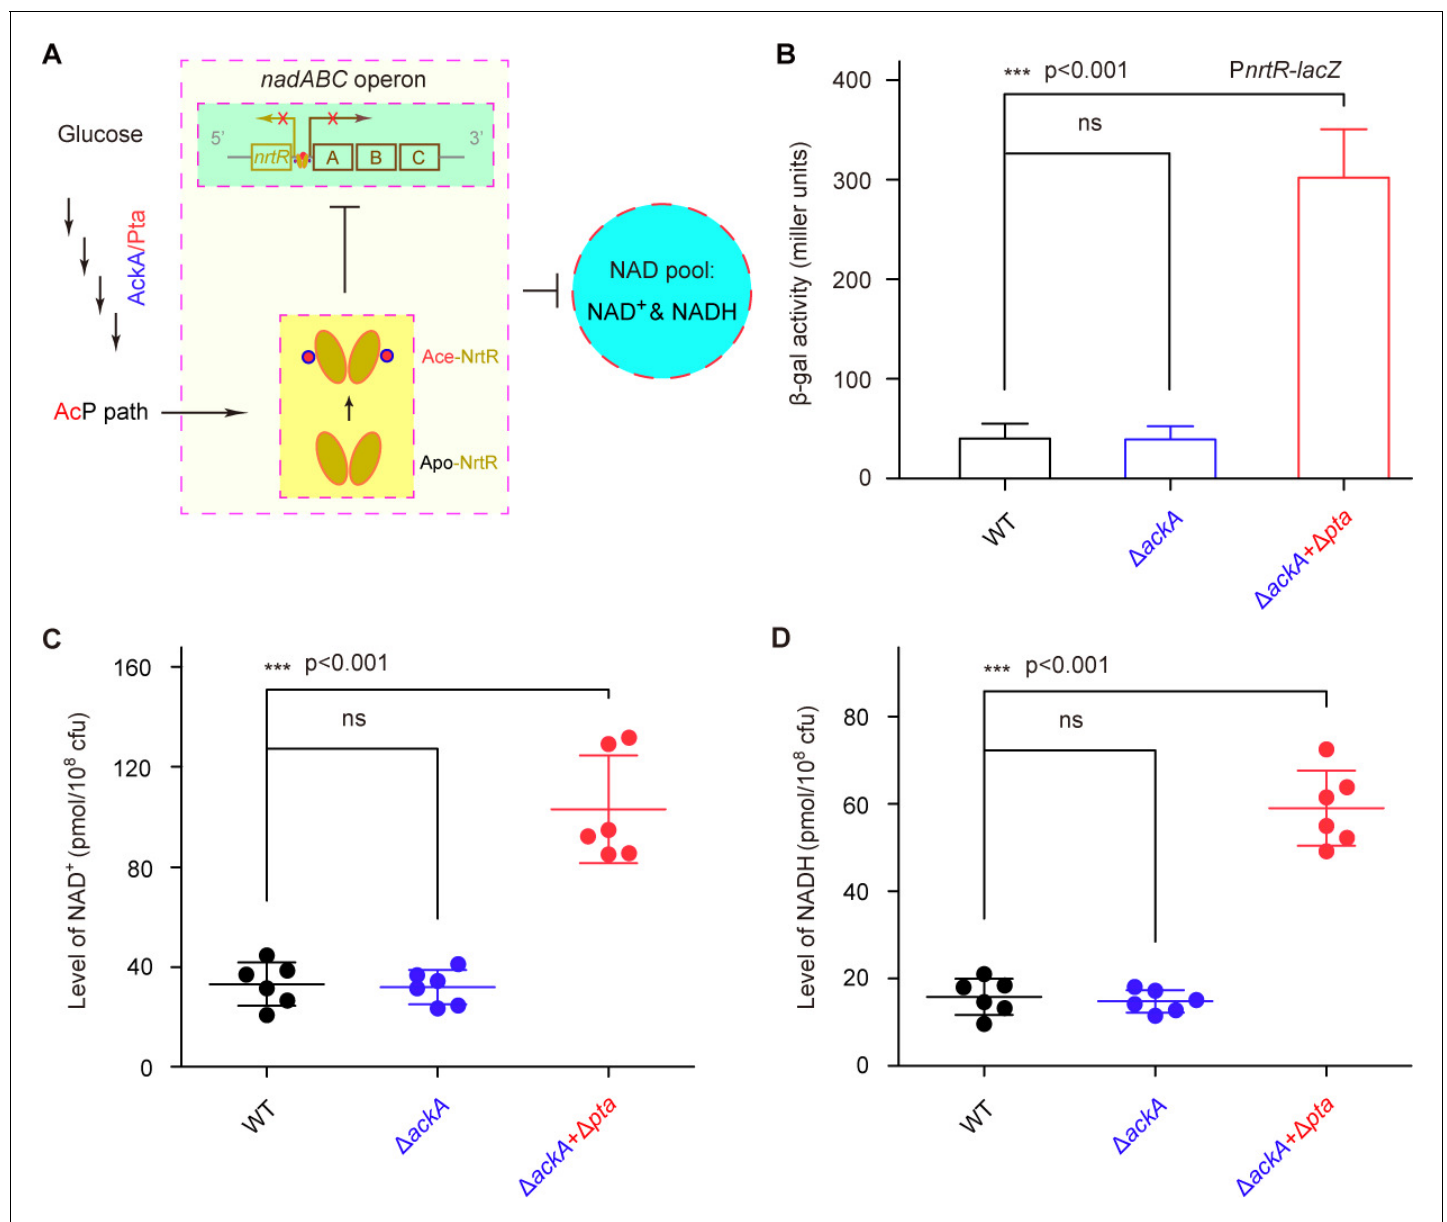 A
nadABC operon
Glucose
5'
3'
nrtR
A
B
C
AckA/Pta
NAD pool:
NAD⁺ & NADH
Ace-NrtR
AcP path
Apo-NrtR
B
*** p<0.001
PnrtR-lacZ
ns
β-gal activity (miller units)
400
300
200
100
0
WT
ΔackA
ΔackA+Δpta
C
*** p<0.001
ns
Level of NAD⁺ (pmol/10⁸ cfu)
160
120
80
40
0
WT
ΔackA
ΔackA+Δpta
D
*** p<0.001
ns
Level of NADH (pmol/10⁸ cfu)
80
60
40
20
0
WT
ΔackA
ΔackA+Δpta